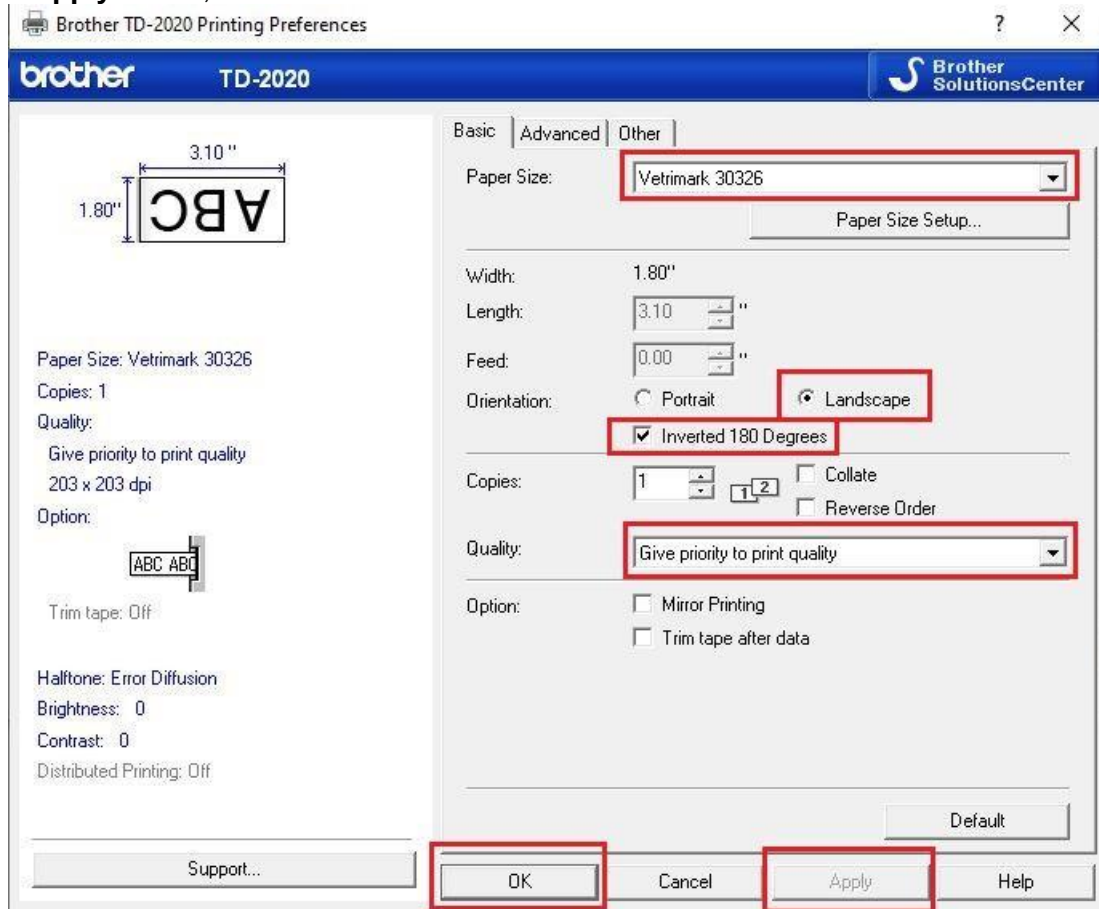 Brother TD-2020 Printing Preferences ? X
brother TD-2020 Brother SolutionsCenter
3.10 "
1.80"
ABC
Paper Size: Vetrimark 30326
Copies: 1
Quality:
Give priority to print quality
203 x 203 dpi
Option:
ABC ABC
Trim tape: Off
Halftone: Error Diffusion
Brightness: 0
Contrast: 0
Distributed Printing: Off
Support...
Basic Advanced Other
Paper Size: Vetrimark 30326
Paper Size Setup...
Width: 1.80"
Length: 3.10 "
Feed: 0.00 "
Orientation: Portrait Landscape
Inverted 180 Degrees
Copies: 1 1 2 Collate
Reverse Order
Quality: Give priority to print quality
Option: Mirror Printing
Trim tape after data
Default
OK Cancel Apply Help